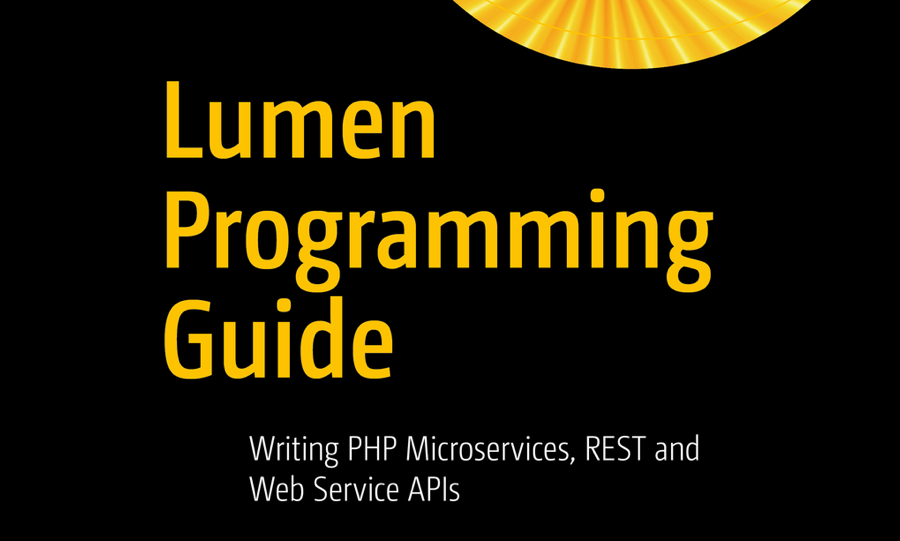 Lumen
Programming
Guide
Writing PHP Microservices, REST and
Web Service APIs